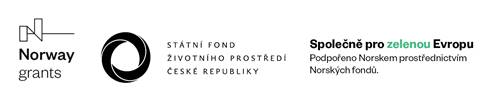 Norway
grants
STÁTNÍ FOND
ŽIVOTNÍHO PROSTŘEDÍ
ČESKÉ REPUBLIKY
Společně pro zelenou Evropu
Podpořeno Norskem prostřednictvím
Norských fondů.